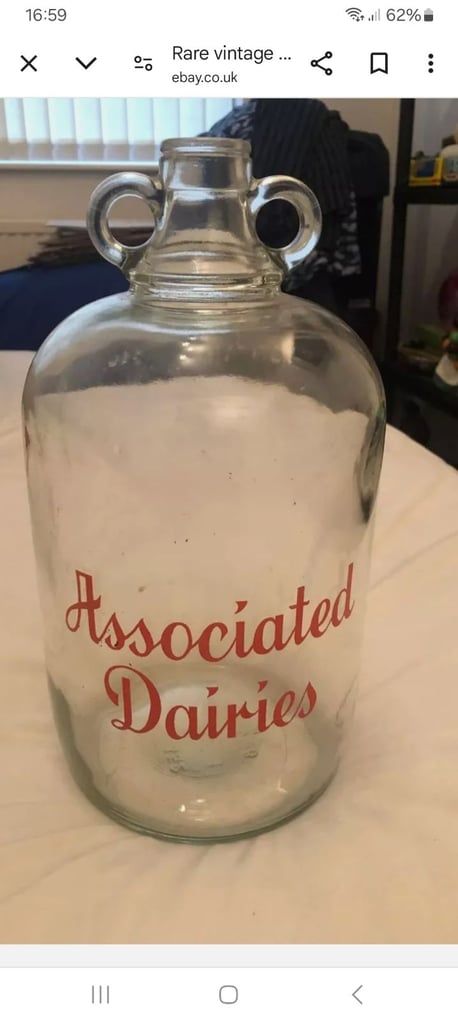 16:59 62%
Rare vintage ...
ebay.co.uk
Associated
Dairies